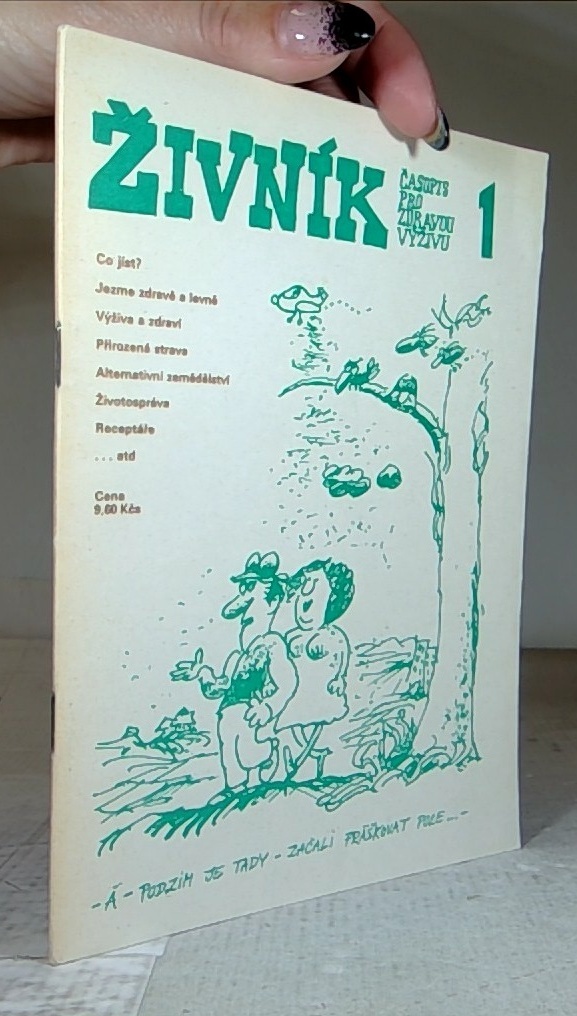 ŽIVNÍK
ČASOPIS
PRO
ZDRAVOU
VÝŽIVU
1
Co jíst?
Jezme zdravě a levně
Výživa a zdraví
Přirozená strava
Alternativní zemědělství
Životospráva
Receptáře
... atd
Cena
9,60 Kčs
- Á - PODZIM JE TADY - ZAČALI PRÁŠKOVAT POLE... -